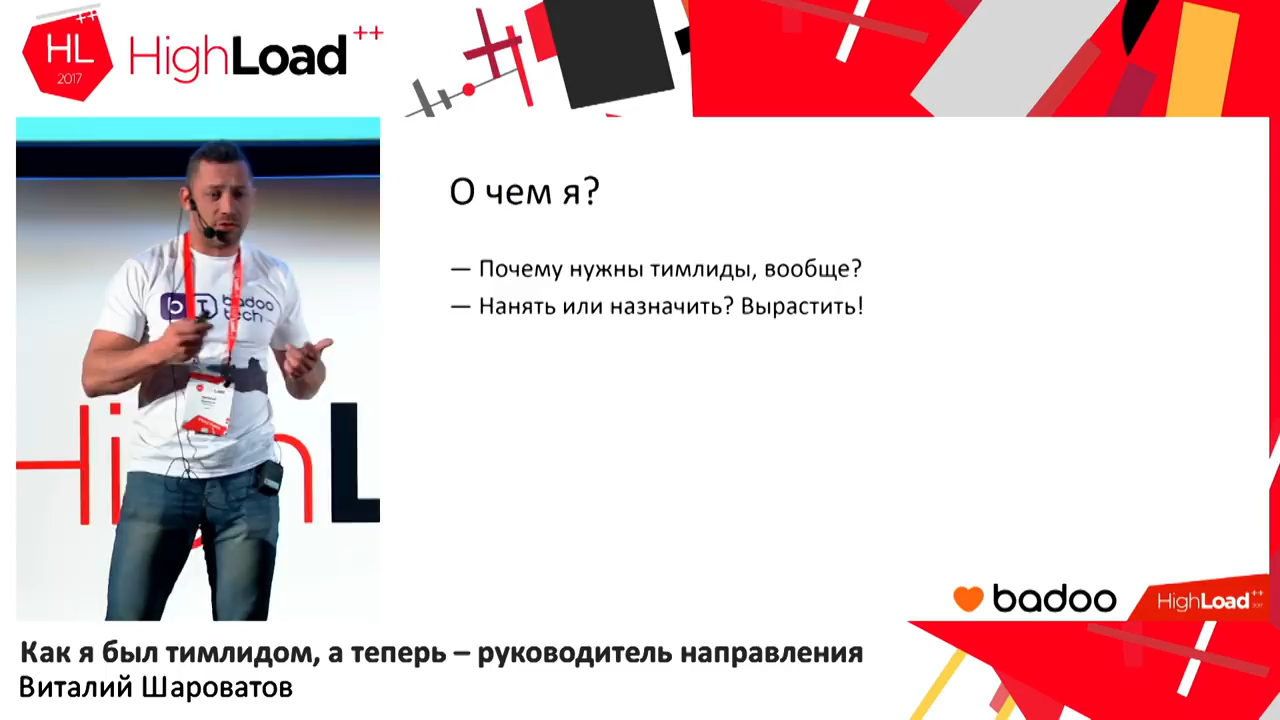 HL++
2017
HighLoad++
О чем я?
— Почему нужны тимлиды, вообще?
— Нанять или назначить? Вырастить!
b T badoo
tech
High L
badoo
HighLoad++
Как я был тимлидом, а теперь – руководитель направления
Виталий Шароватов